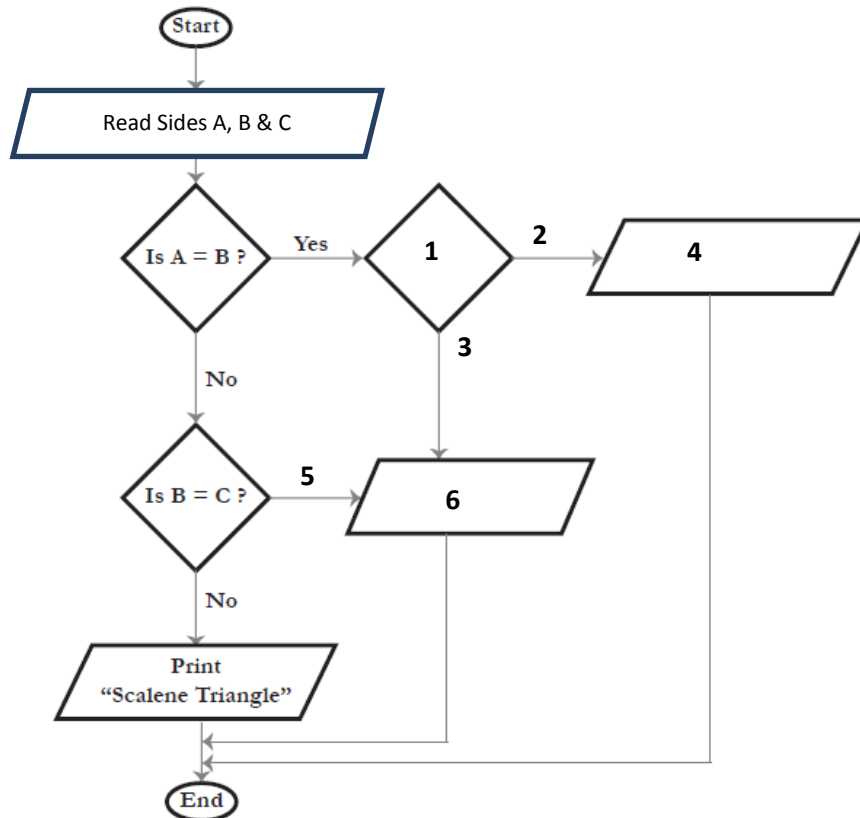 Start
Read Sides A, B & C
Is A = B ?
Yes
1
2
4
3
No
Is B = C ?
5
6
No
Print
“Scalene Triangle”
End